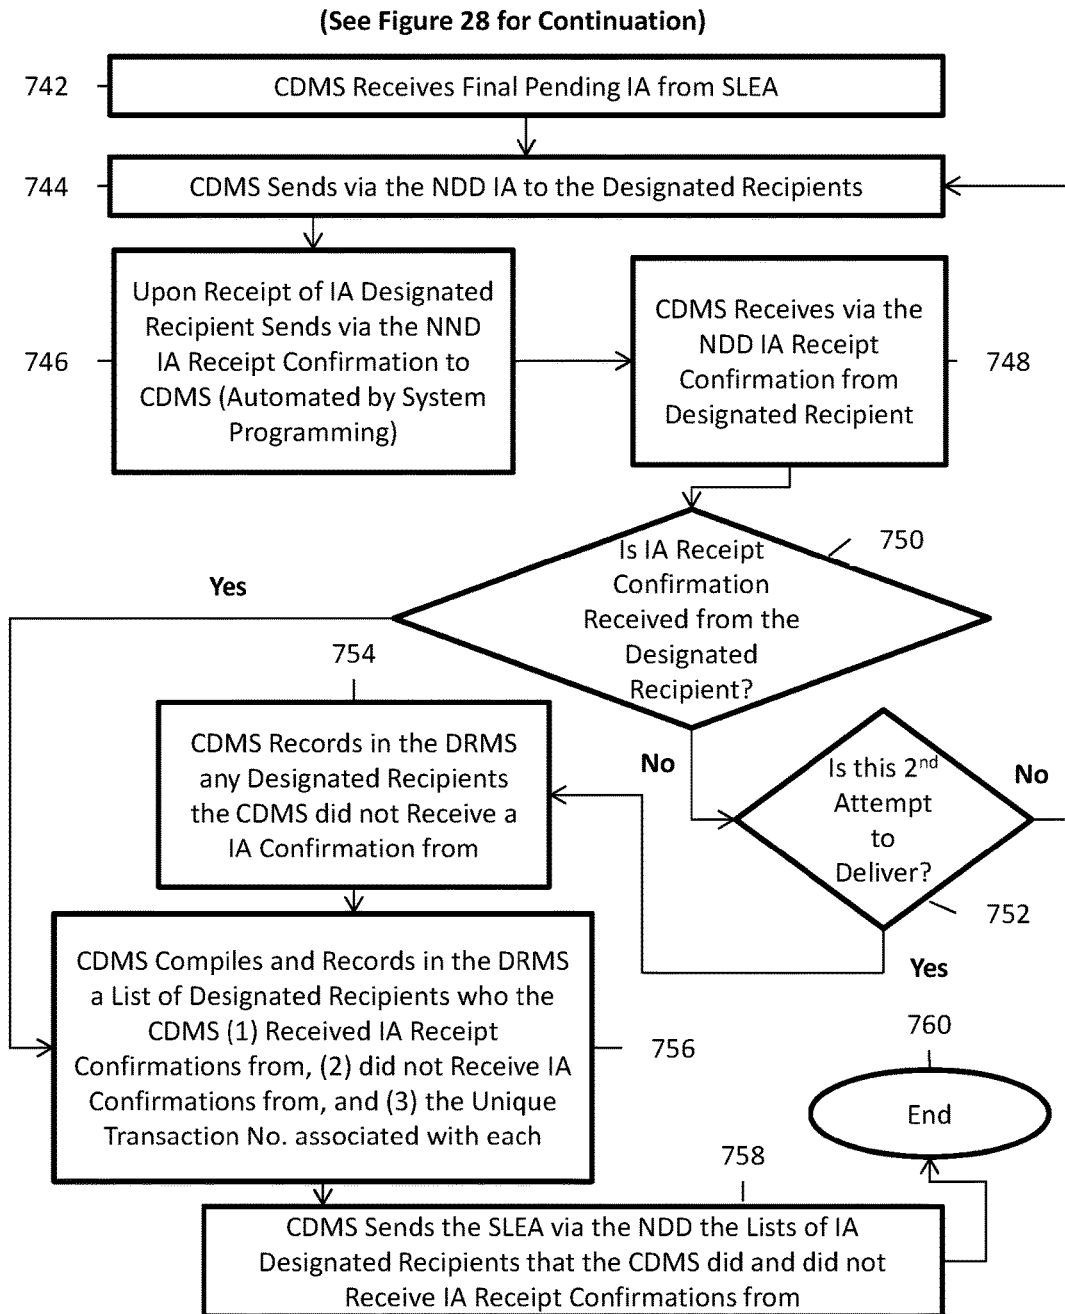 (See Figure 28 for Continuation)
742
CDMS Receives Final Pending IA from SLEA
744
CDMS Sends via the NDD IA to the Designated Recipients
746
Upon Receipt of IA Designated
Recipient Sends via the NND
IA Receipt Confirmation to
CDMS (Automated by System
Programming)
CDMS Receives via the
NDD IA Receipt
Confirmation from
Designated Recipient
748
750
Is IA Receipt
Confirmation
Received from the
Designated
Recipient?
Yes
No
754
CDMS Records in the DRMS
any Designated Recipients
the CDMS did not Receive a
IA Confirmation from
Is this 2nd
Attempt
to
Deliver?
No
752
Yes
CDMS Compiles and Records in the DRMS
a List of Designated Recipients who the
CDMS (1) Received IA Receipt
Confirmations from, (2) did not Receive IA
Confirmations from, and (3) the Unique
Transaction No. associated with each
756
760
End
758
CDMS Sends the SLEA via the NDD the Lists of IA
Designated Recipients that the CDMS did and did not
Receive IA Receipt Confirmations from